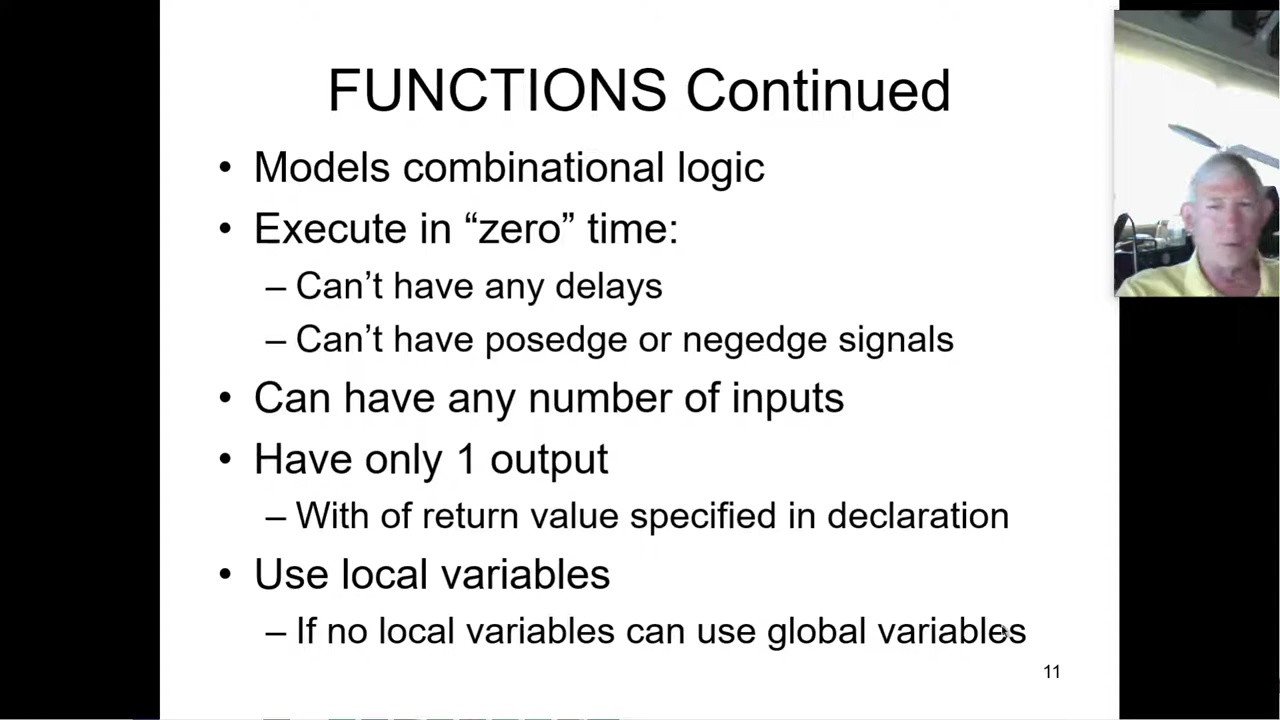 FUNCTIONS Continued
• Models combinational logic
• Execute in “zero” time:
– Can’t have any delays
– Can’t have posedge or negedge signals
• Can have any number of inputs
• Have only 1 output
– With of return value specified in declaration
• Use local variables
– If no local variables can use global variables
11